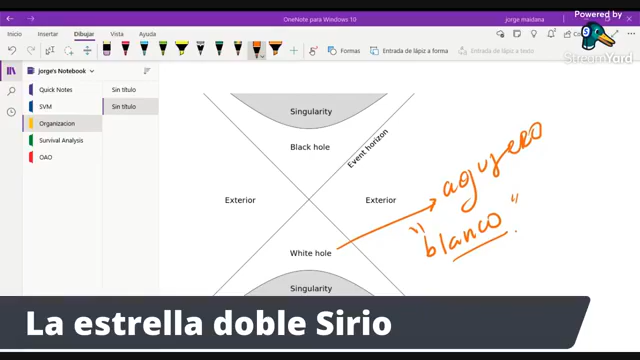 OneNote para Windows 10
jorge maidana
Powered by
StreamYard
Inicio
Insertar
Dibujar
Vista
Ayuda
Formas
Entrada de lápiz a forma
Entrada de lápiz a texto
jorge's Notebook
Quick Notes
SVM
Organizacion
Survival Analysis
OAO
Sin título
Sin título
Singularity
Black hole
Event horizon
Exterior
Exterior
White hole
Singularity
agujero
"blanco"
La estrella doble Sirio